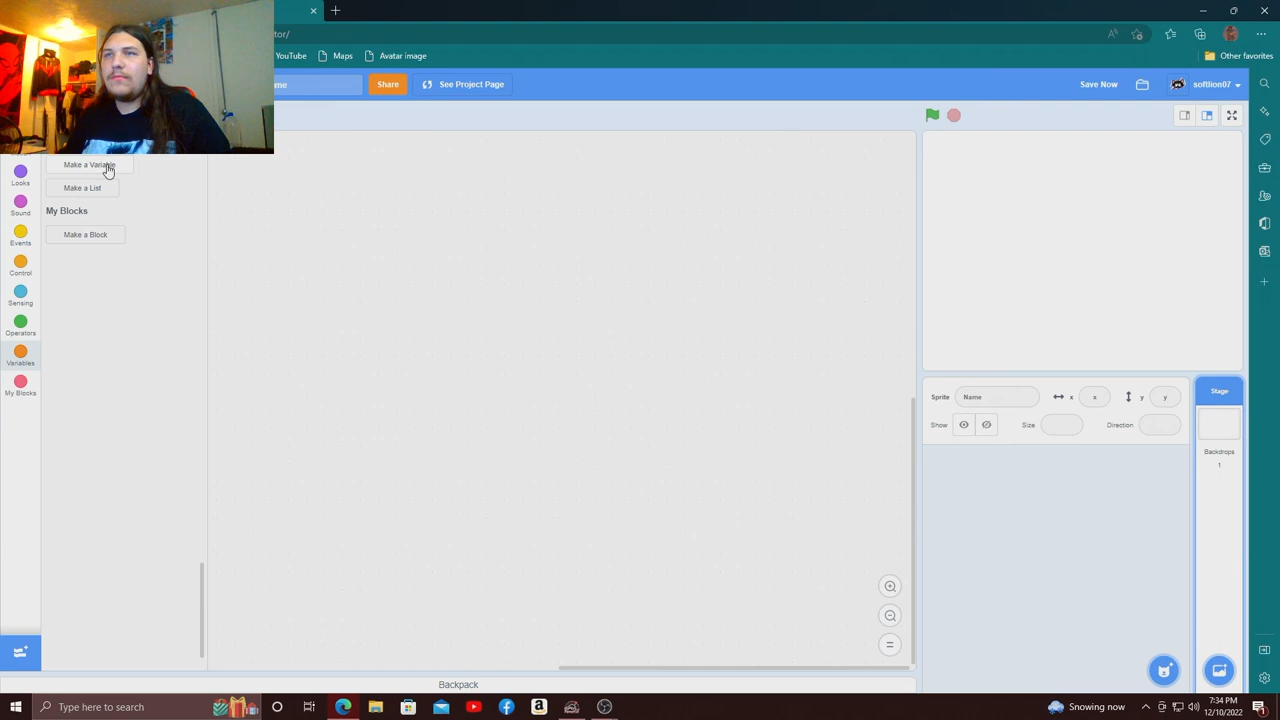 tor/
YouTube
Maps
Avatar image
Other favorites
me
Share
See Project Page
Save Now
softlion07
Make a Variable
Make a List
My Blocks
Make a Block
Looks
Sound
Events
Control
Sensing
Operators
Variables
My Blocks
Sprite
Name
x
x
y
y
Show
Size
Direction
Stage
Backdrops
1
Backpack
Type here to search
Snowing now
7:34 PM
12/10/2022
1